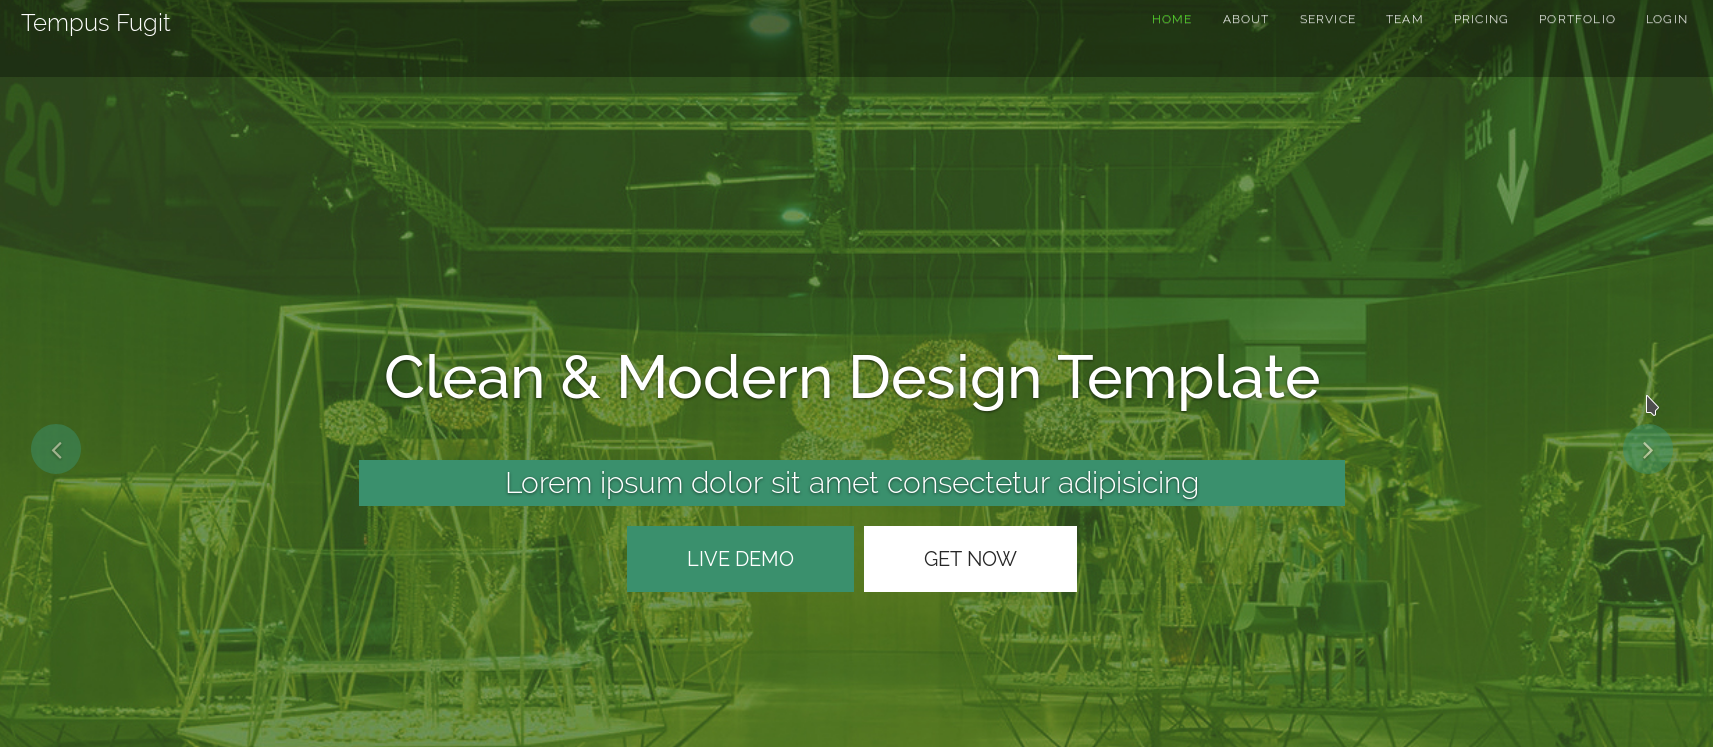 Tempus Fugit
HOME ABOUT SERVICE TEAM PRICING PORTFOLIO LOGIN
20
Uscita
Exit
Clean & Modern Design Template
Lorem ipsum dolor sit amet consectetur adipisicing
LIVE DEMO GET NOW